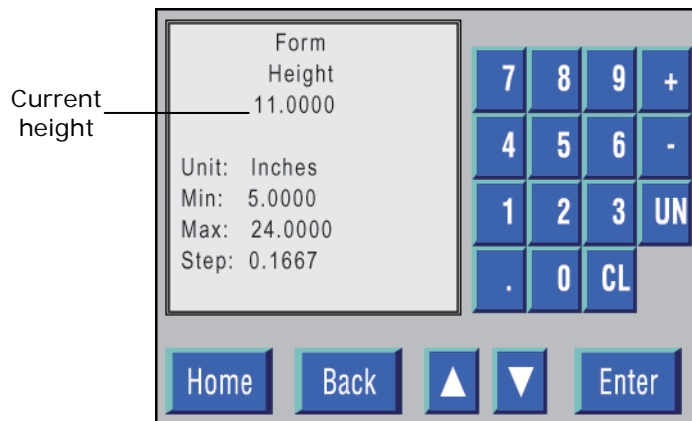 Current
height
Form
Height
11.0000
Unit: Inches
Min: 5.0000
Max: 24.0000
Step: 0.1667
7 8 9 +
4 5 6 -
1 2 3 UN
. 0 CL
Home Back Enter